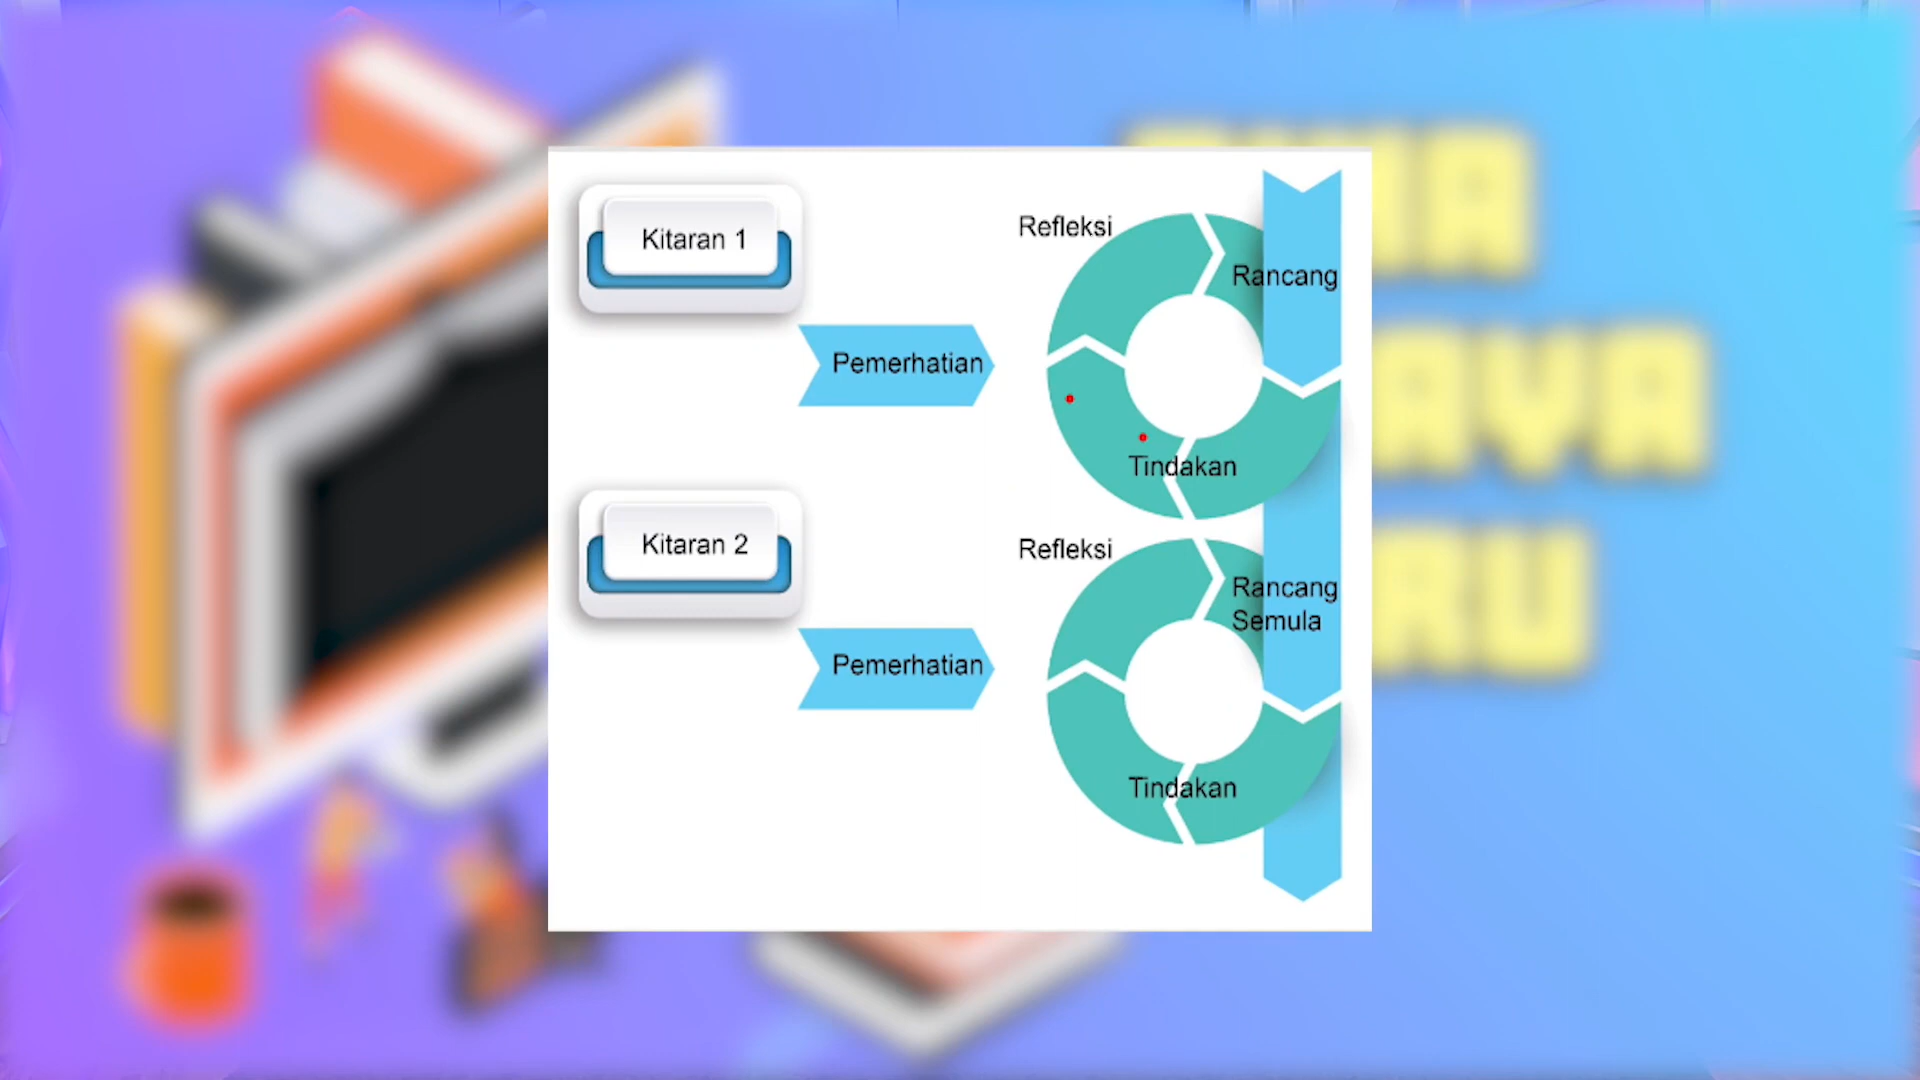 Kitaran 1
Refleksi
Rancang
Pemerhatian
Tindakan
Kitaran 2
Refleksi
Rancang
Semula
Pemerhatian
Tindakan